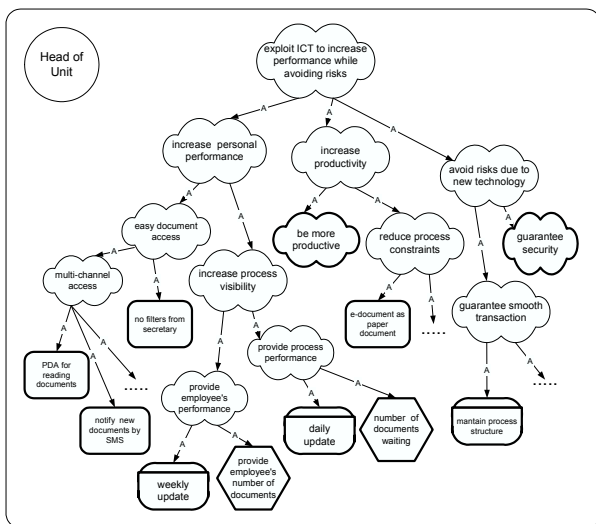 Head of
Unit
exploit ICT to increase
performance while
avoiding risks
A
A
A
increase personal
performance
increase
productivity
avoid risks due to
new technology
A
A
A
A
A
A
easy document
access
be more
productive
reduce process
constraints
guarantee
security
A
A
multi-channel
access
increase process
visibility
A
A
no filters from
secretary
e-document as
paper
document
.....
guarantee smooth
transaction
A
A
A
A
A
provide process
performance
A
A
PDA for
reading
documents
.....
provide
employee's
performance
A
A
.....
notify new
documents by
SMS
daily
update
number of
documents
waiting
mantain process
structure
A
A
weekly
update
provide
employee's
number of
documents